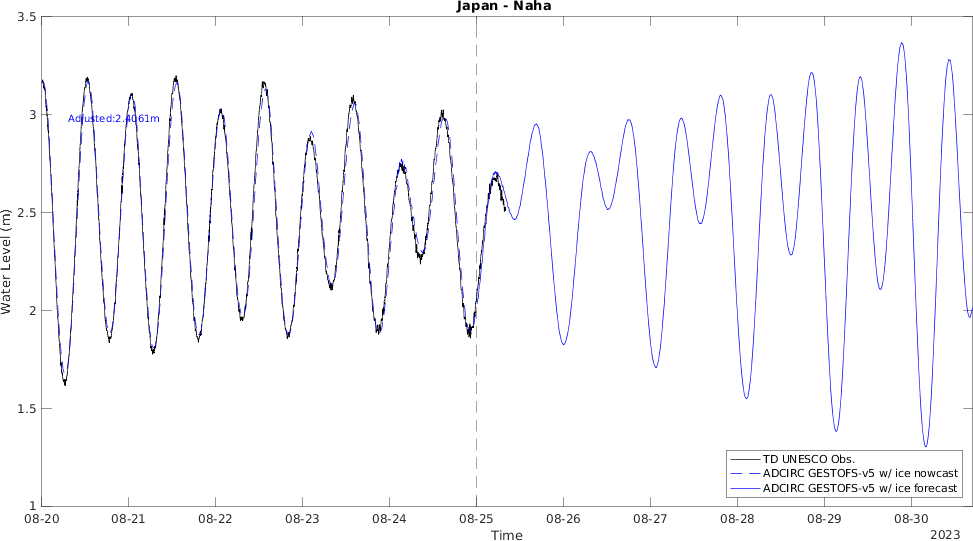 Japan - Naha
3.5
3
2.5
2
1.5
1
Water Level (m)
Adjusted:2.4061m
TD UNESCO Obs.
ADCIRC GESTOFS-v5 w/ ice nowcast
ADCIRC GESTOFS-v5 w/ ice forecast
08-20 08-21 08-22 08-23 08-24 08-25 08-26 08-27 08-28 08-29 08-30
Time
2023